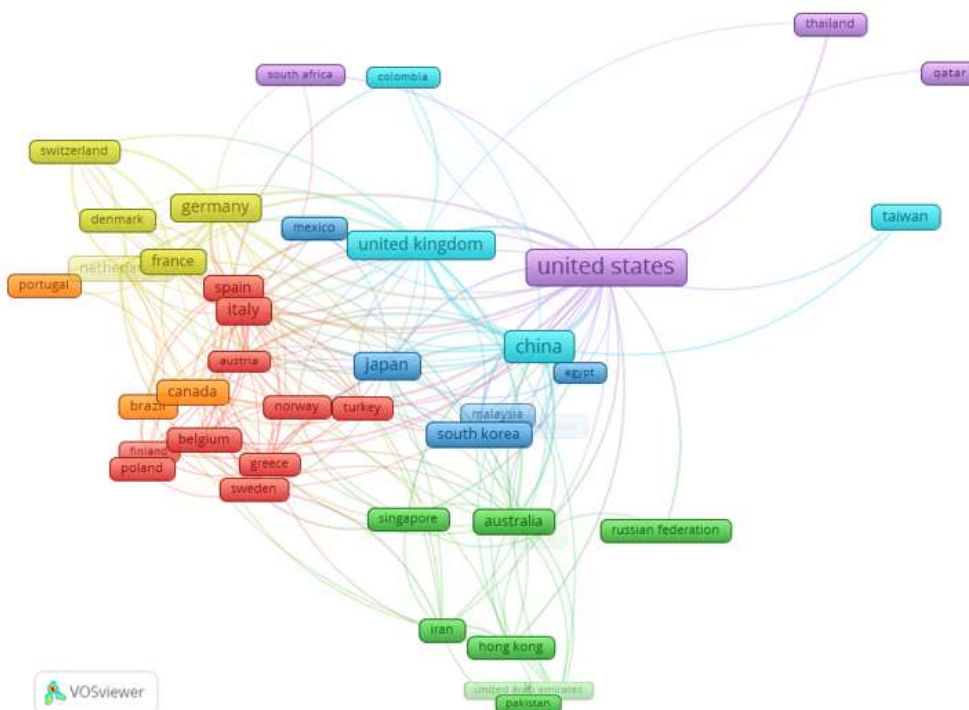 thailand
south africa
colombia
qatar
switzerland
germany
denmark
taiwan
mexico
united kingdom
france
united states
portugal
spain
italy
china
austria
japan
egypt
canada
brazil
norway
turkey
malaysia
south korea
belgium
finland
greece
poland
sweden
singapore
australia
russian federation
iran
hong kong
united arab emirates
pakistan
VOSviewer